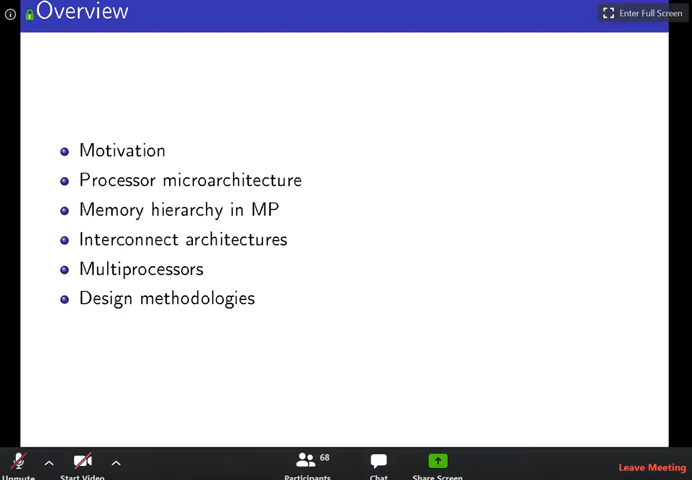 Overview
Enter Full Screen
Motivation
Processor microarchitecture
Memory hierarchy in MP
Interconnect architectures
Multiprocessors
Design methodologies
68
Unmute
Start Video
Participants
Chat
Share Screen
Leave Meeting